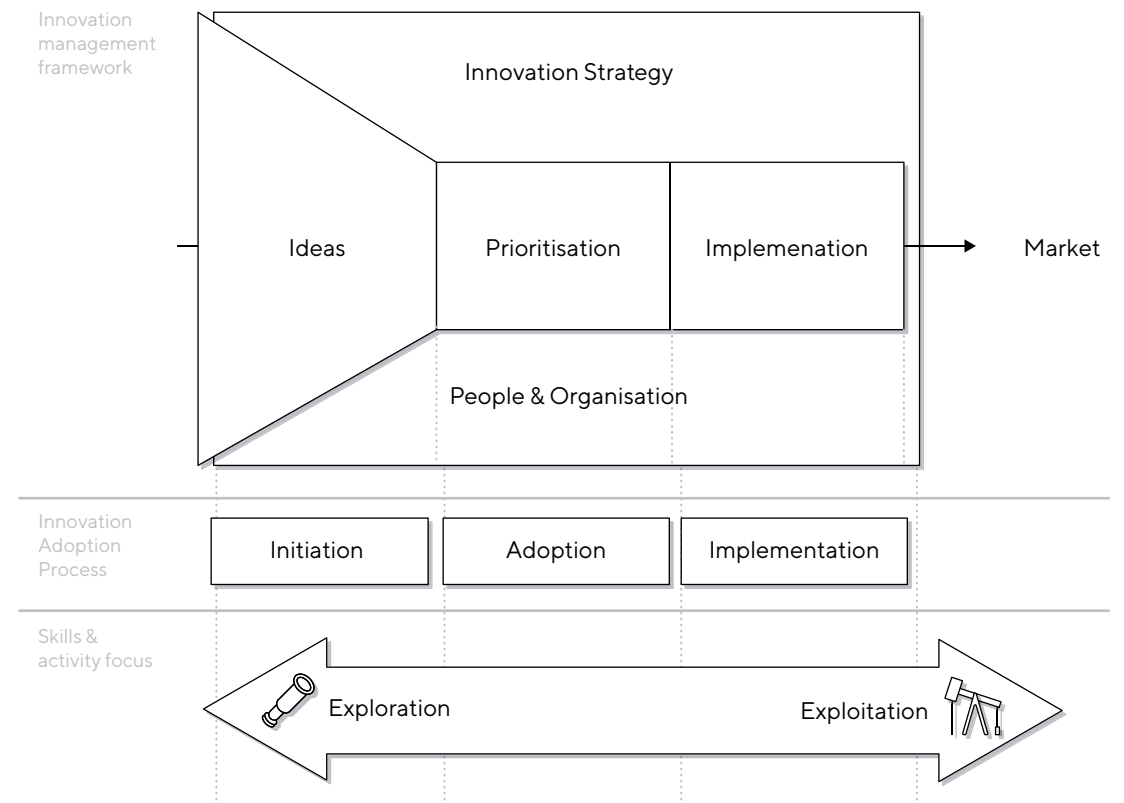 Innovation
management
framework
Innovation Strategy
Ideas
Prioritisation
Implemenation
Market
People & Organisation
Innovation
Adoption
Process
Initiation
Adoption
Implementation
Skills &
activity focus
Exploration
Exploitation